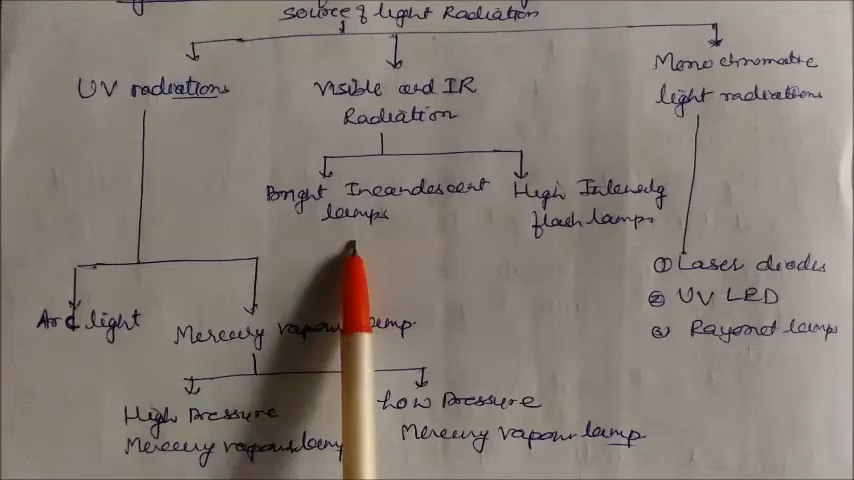 source of light Radiation
UV radiations
Visible and IR
Radiation
Monochromatic
light radiations
Bright Incandescent
lamps
High Intensity
flash lamps
① Laser diodes
② UV LED
③ Rayonet lamps
Arc light
Mercury vapour lamp.
High Pressure
Mercury vapour lamp
Low Pressure
Mercury vapour lamp